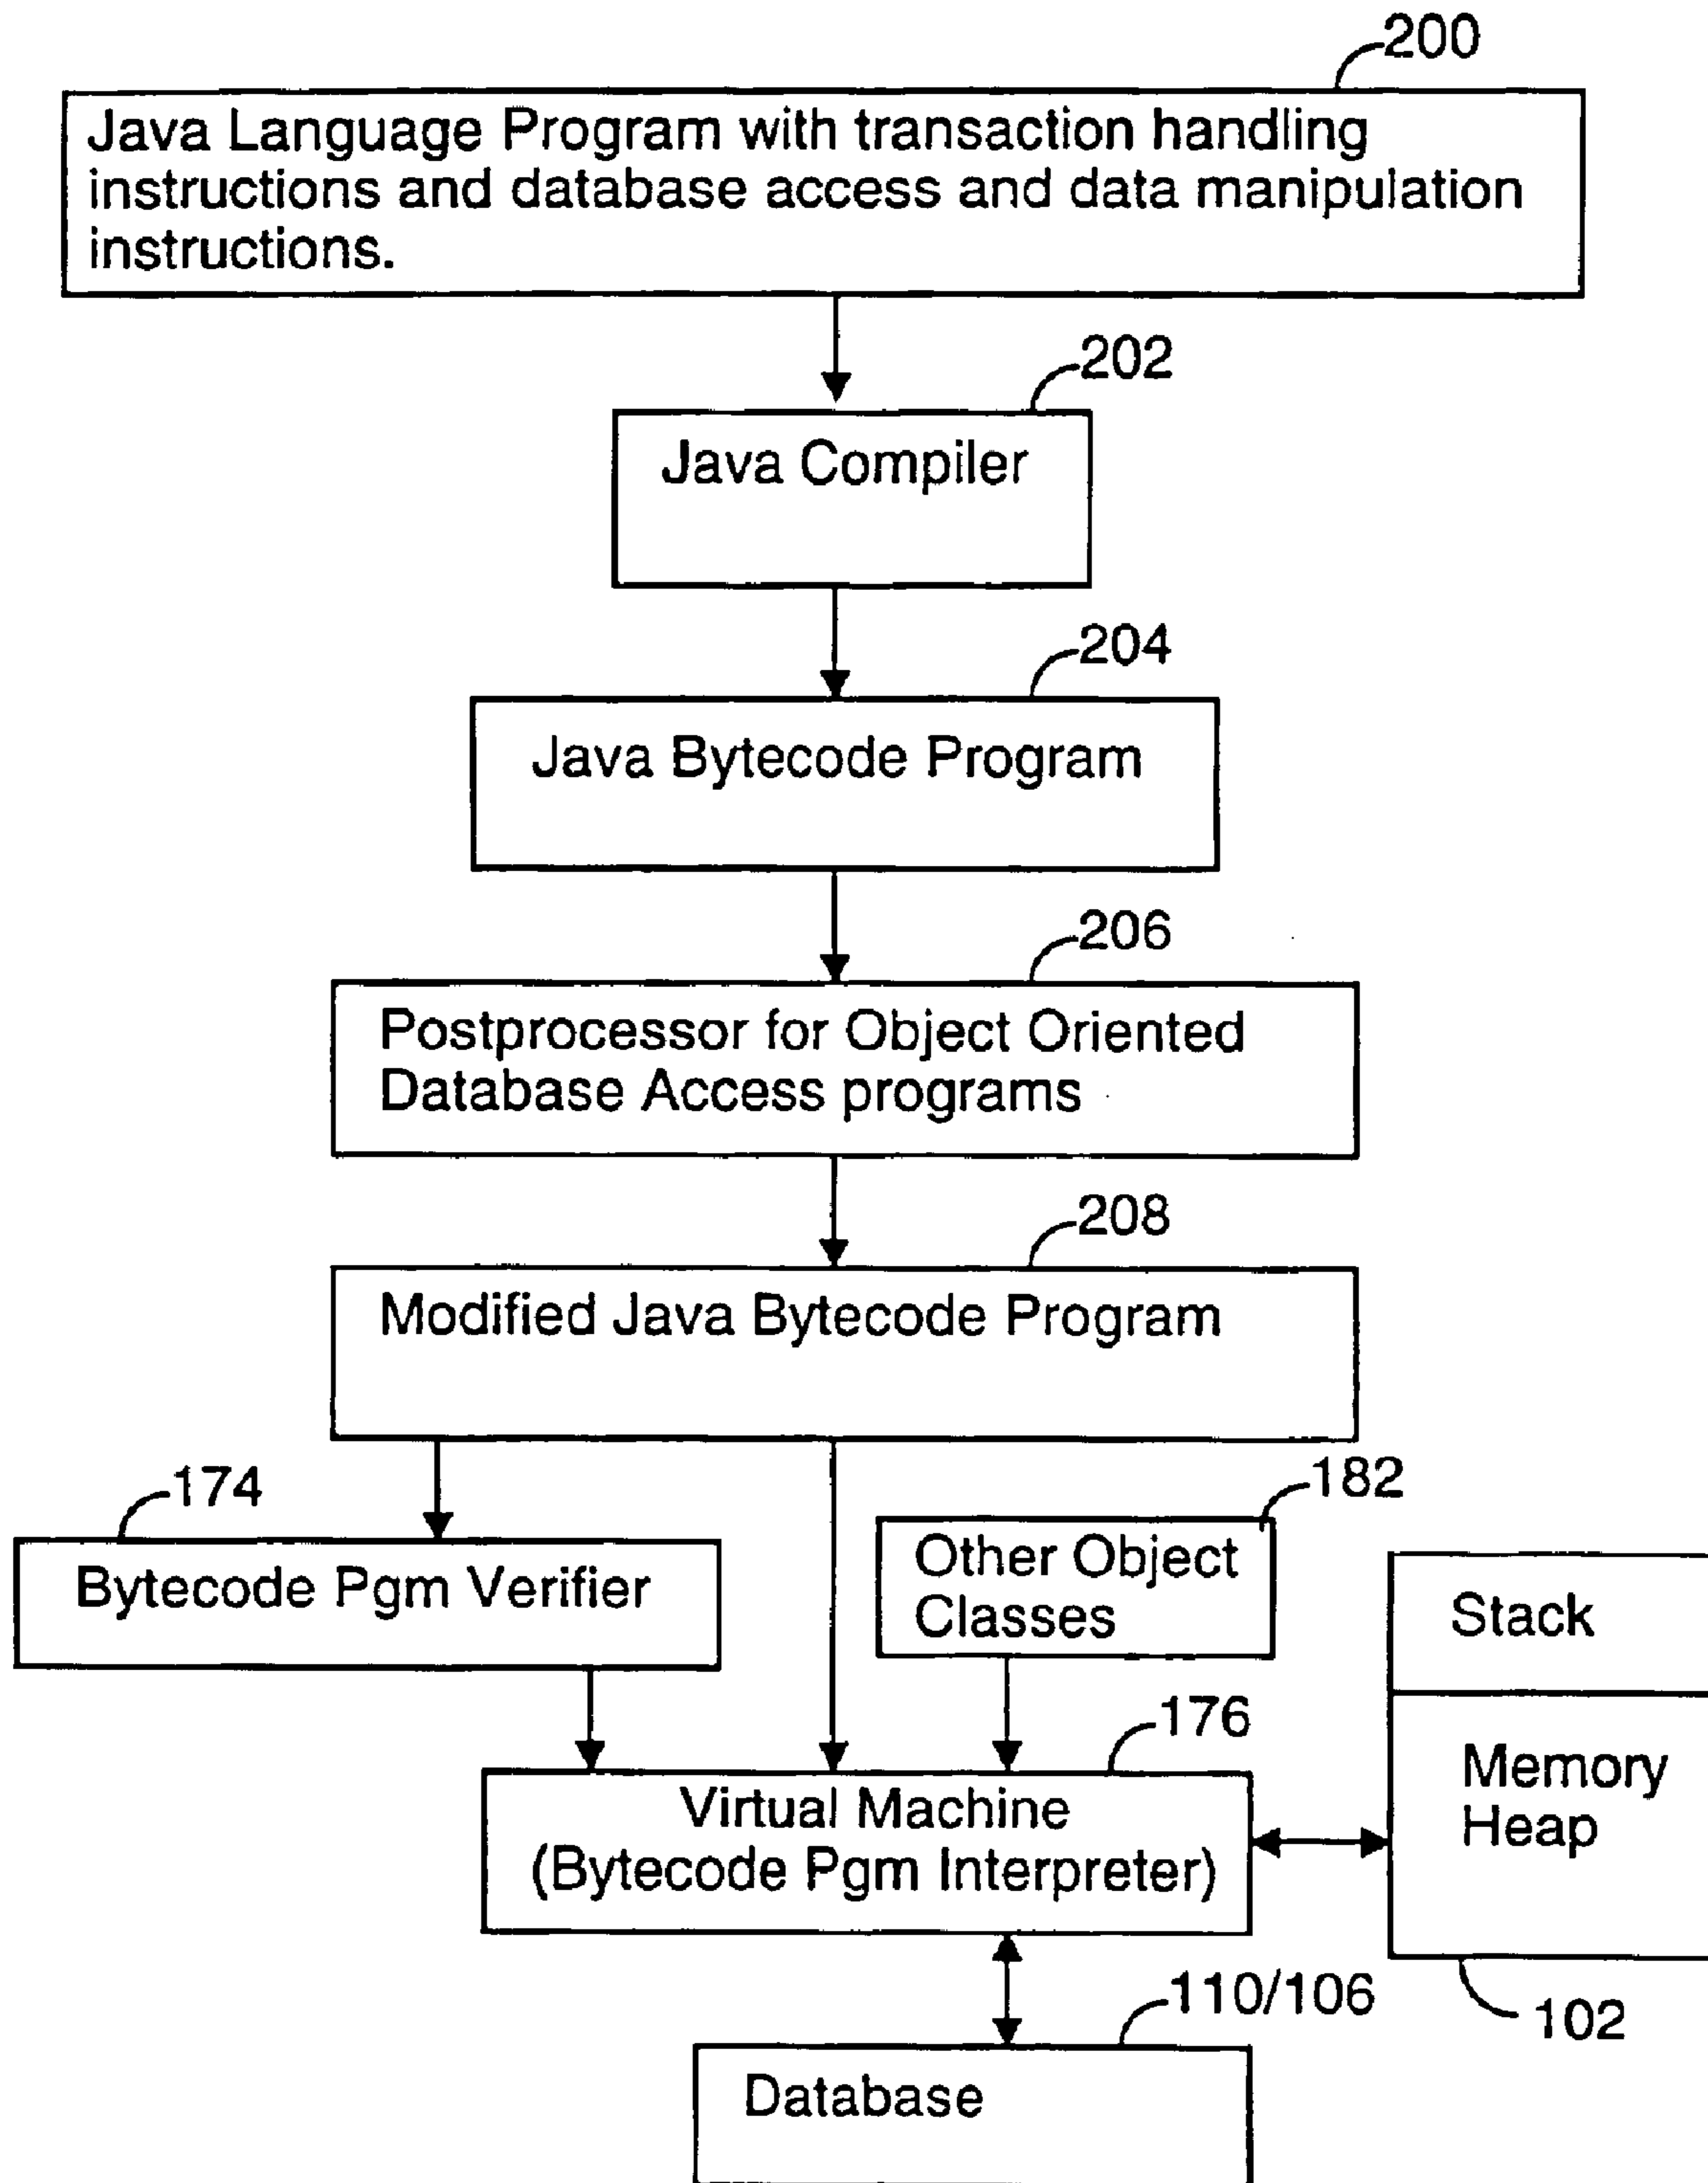 200
Java Language Program with transaction handling
instructions and database access and data manipulation
instructions.
202
Java Compiler
204
Java Bytecode Program
206
Postprocessor for Object Oriented
Database Access programs
208
Modified Java Bytecode Program
174
Bytecode Pgm Verifier
182
Other Object
Classes
Stack
Memory
Heap
102
176
Virtual Machine
(Bytecode Pgm Interpreter)
110/106
Database